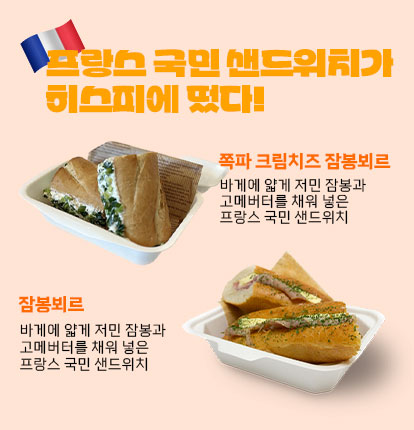 프랑스 국민 샌드위치가
히스피에 떴다!
쪽파 크림치즈 잠봉뵈르
바게에 얇게 저민 잠봉과
고메버터를 채워 넣은
프랑스 국민 샌드위치
잠봉뵈르
바게에 얇게 저민 잠봉과
고메버터를 채워 넣은
프랑스 국민 샌드위치